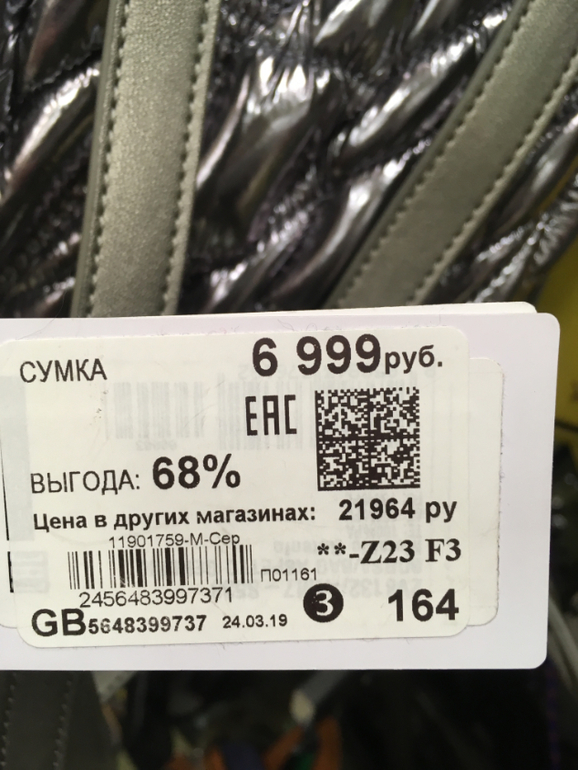 СУМКА 6 999руб.
EAC
ВЫГОДА: 68%
Цена в других магазинах: 21964 ру
11901759-М-Сер
**-Z23 F3
П01161
2456483997371
GB5648399737 24.03.19 3 164